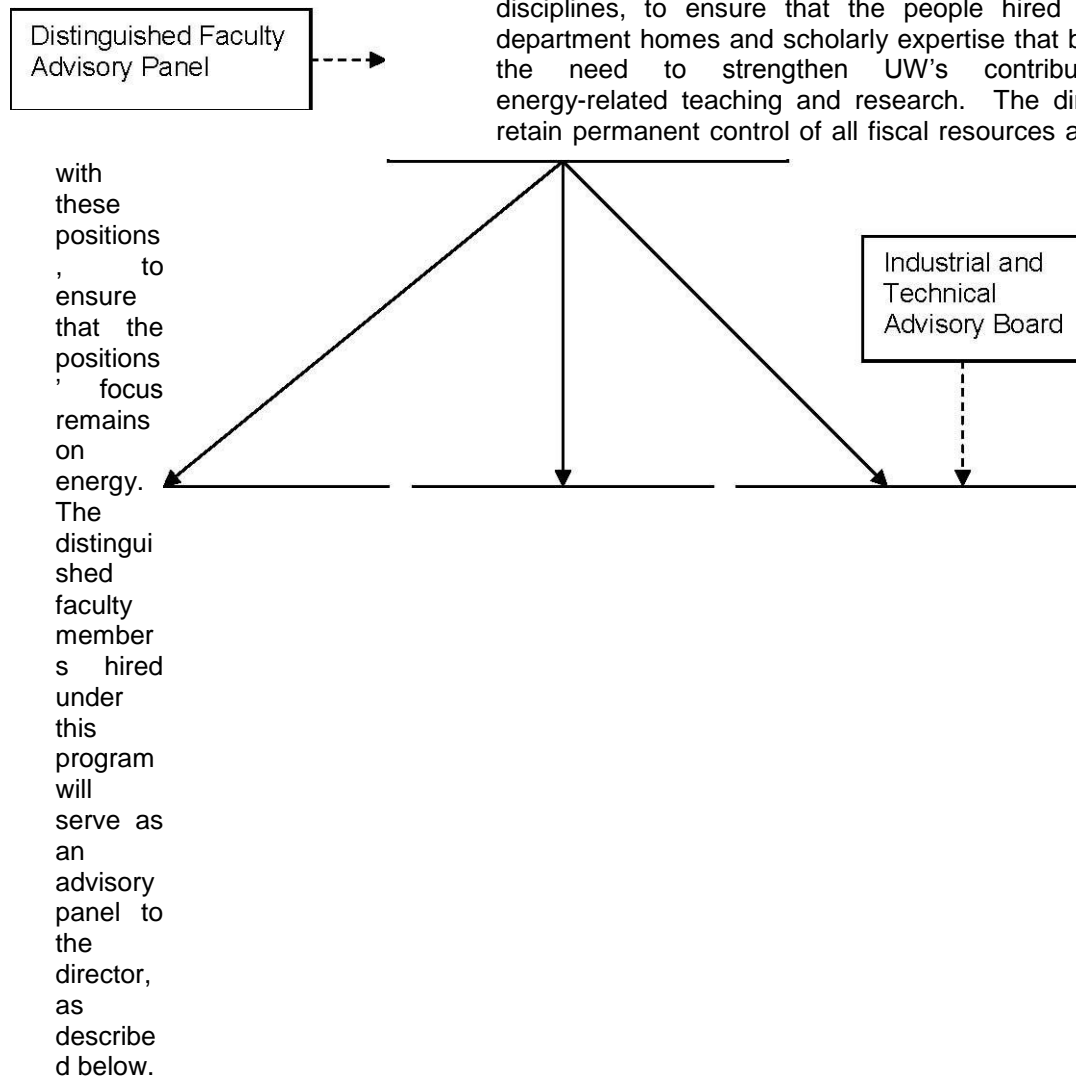 disciplines, to ensure that the people hired
department homes and scholarly expertise that
the need to strengthen UW's
energy-related teaching and research. The
retain permanent control of all fiscal resources
Distinguished Faculty
Advisory Panel
with
these
positions
, to
ensure
that the
positions
' focus
remains
on
energy.
The
distingui
shed
faculty
member
s hired
under
this
program
will
serve as
an
advisory
panel to
the
director,
as
describe
d below.
Industrial and
Technical
Advisory Board